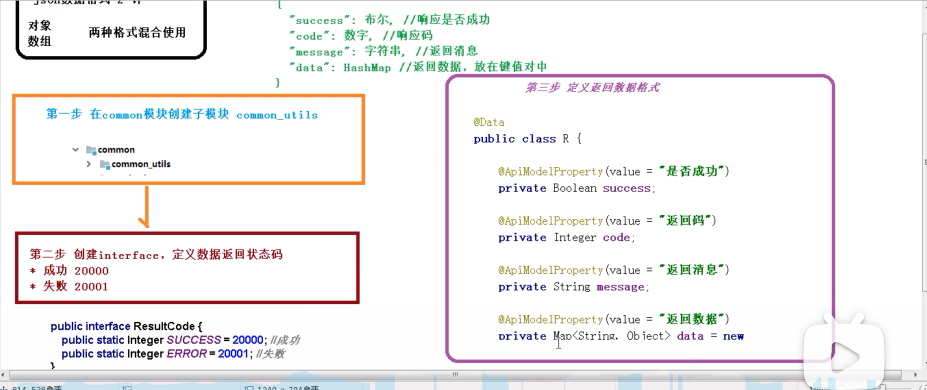 json数据格式 2 种
对象
数组
两种格式混合使用
{
"success": 布尔, //响应是否成功
"code": 数字, //响应码
"message": 字符串, //返回消息
"data": HashMap //返回数据，放在键值对中
}
第一步 在common模块创建子模块 common_utils
common
common_utils
第二步 创建interface，定义数据返回状态码
* 成功 20000
* 失败 20001
public interface ResultCode {
public static Integer SUCCESS = 20000; //成功
public static Integer ERROR = 20001; //失败
}
第三步 定义返回数据格式
@Data
public class R {
@ApiModelProperty(value = "是否成功")
private Boolean success;
@ApiModelProperty(value = "返回码")
private Integer code;
@ApiModelProperty(value = "返回消息")
private String message;
@ApiModelProperty(value = "返回数据")
private Map<String, Object> data = new